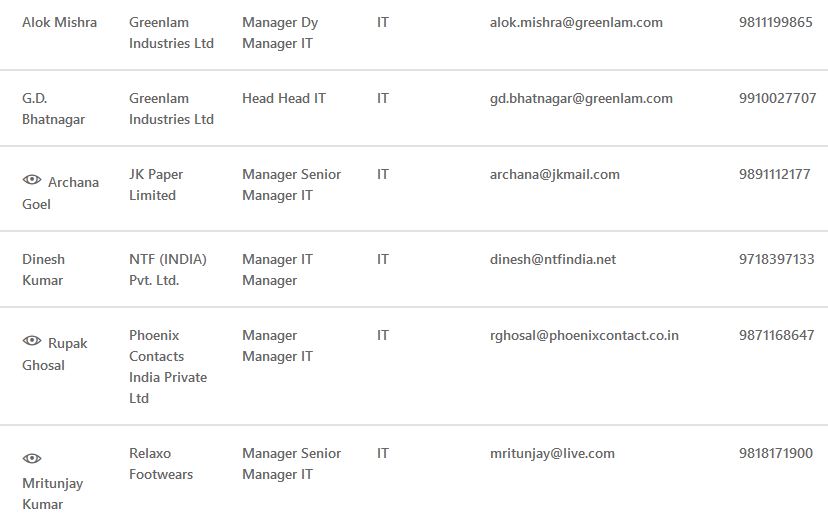 Alok Mishra Greenlam Manager Dy IT alok.mishra@greenlam.com 9811199865
Industries Ltd Manager IT
G.D. Greenlam Head Head IT IT gd.bhatnagar@greenlam.com 9910027707
Bhatnagar Industries Ltd
Archana JK Paper Manager Senior IT archana@jkmail.com 9891112177
Goel Limited Manager IT
Dinesh NTF (INDIA) Manager IT IT dinesh@ntfindia.net 9718397133
Kumar Pvt. Ltd. Manager
Rupak Phoenix Manager IT rghosal@phoenixcontact.co.in 9871168647
Ghosal Contacts Manager IT
India Private
Ltd
Relaxo Manager Senior IT mritunjay@live.com 9818171900
Mritunjay Footwears Manager IT
Kumar